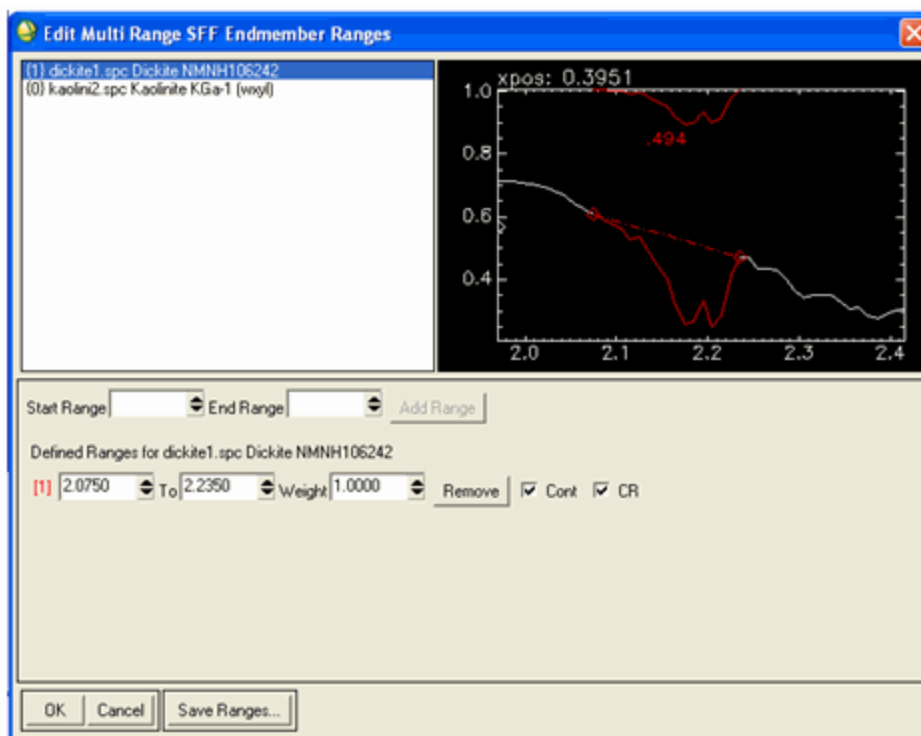 Edit Multi Range SFF Endmember Ranges
{1} dickite1.spc Dickite NMNH106242
{0} kaolini2.spc Kaolinite KGa-1 (wxyl)
xpos: 0.3951
1.0
.494
0.8
0.6
0.4
2.0 2.1 2.2 2.3 2.4
Start Range End Range Add Range
Defined Ranges for dickite1.spc Dickite NMNH106242
[1] 2.0750 To 2.2350 Weight 1.0000 Remove Cont CR
OK Cancel Save Ranges...